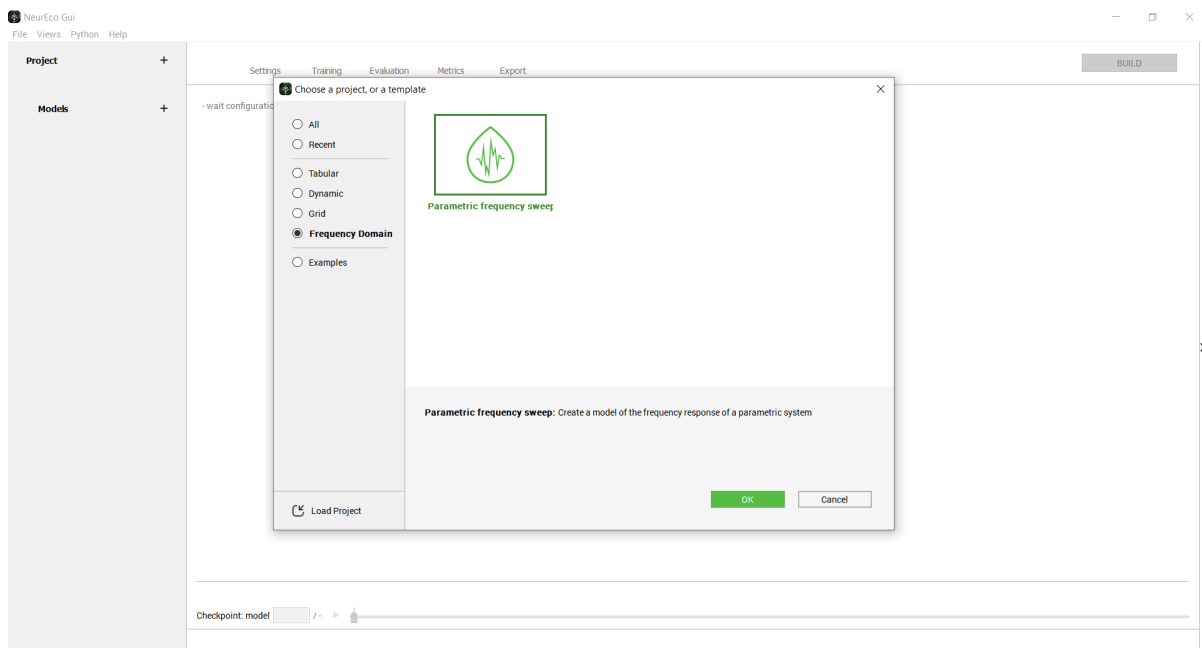 NeurEco Gui
File Views Python Help
Project +
Settings Training Evaluation Metrics Export
BUILD
Models +
- wait configuratio
Choose a project, or a template
All
Recent
Tabular
Dynamic
Grid
Frequency Domain
Examples
Load Project
Parametric frequency sweep
Parametric frequency sweep: Create a model of the frequency response of a parametric system
OK Cancel
Checkpoint: model / -